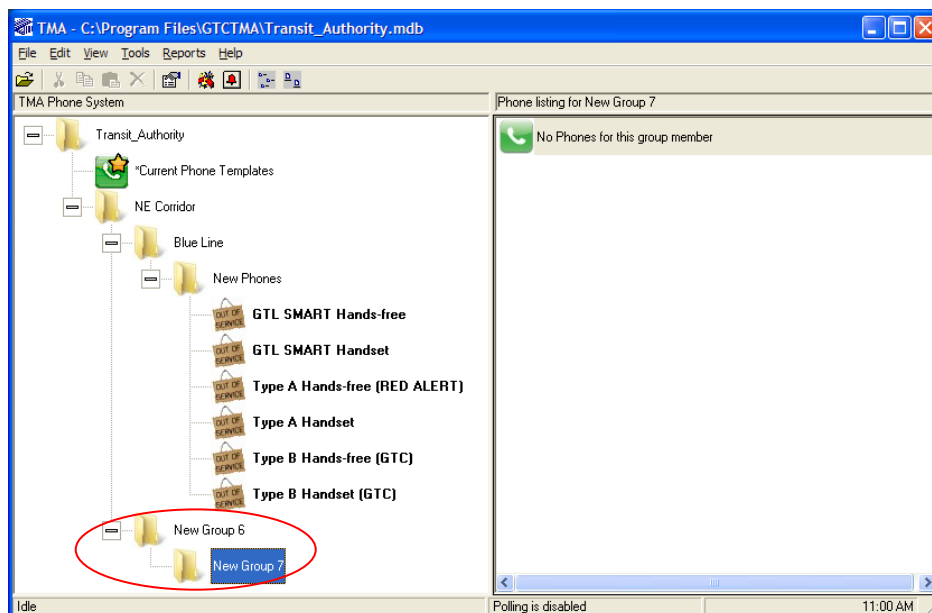 TMA - C:\Program Files\GTCTMA\Transit_Authority.mdb
File Edit View Tools Reports Help
TMA Phone System
Phone listing for New Group 7
Transit_Authority
*Current Phone Templates
NE Corridor
Blue Line
New Phones
OUT OF SERVICE GTL SMART Hands-free
OUT OF SERVICE GTL SMART Handset
OUT OF SERVICE Type A Hands-free (RED ALERT)
OUT OF SERVICE Type A Handset
OUT OF SERVICE Type B Hands-free (GTC)
OUT OF SERVICE Type B Handset (GTC)
New Group 6
New Group 7
No Phones for this group member
Idle
Polling is disabled
11:00 AM